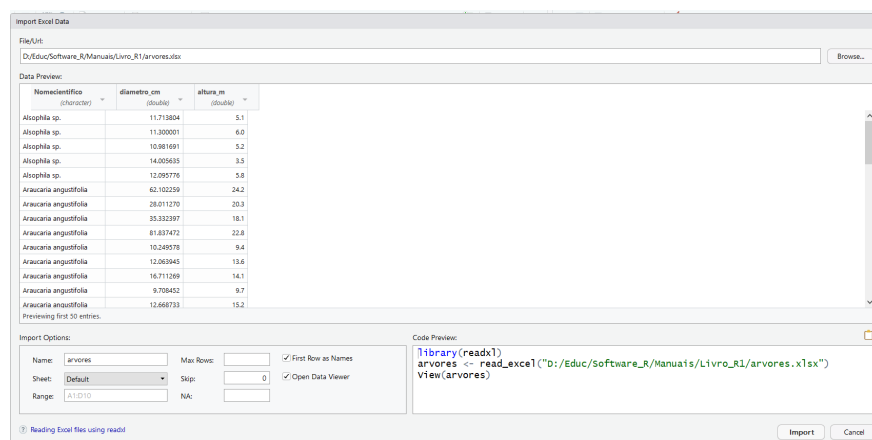 Import Excel Data
File/Url:
D:/Educ/Software_R/Manuais/Livro_R1/arvores.xlsx Browse...
Data Preview:
Nomecientifico diametro_cm altura_m
(character) (double) (double)
Alsophila sp. 11.713804 5.1
Alsophila sp. 11.300001 6.0
Alsophila sp. 10.981691 5.2
Alsophila sp. 14.005635 3.5
Alsophila sp. 12.095776 5.8
Araucaria angustifolia 62.102259 24.2
Araucaria angustifolia 28.011270 20.3
Araucaria angustifolia 35.332397 18.1
Araucaria angustifolia 81.837472 22.8
Araucaria angustifolia 10.249578 9.4
Araucaria angustifolia 12.063945 13.6
Araucaria angustifolia 16.711269 14.1
Araucaria angustifolia 9.708452 9.7
Araucaria angustifolia 12.668733 15.2
Previewing first 50 entries.
Import Options:
Name: arvores Max Rows: First Row as Names
Sheet: Default Skip: 0 Open Data Viewer
Range: A1:D10 NA:
Code Preview:
library(readxl)
arvores <- read_excel("D:/Educ/Software_R/Manuais/Livro_R1/arvores.xlsx")
View(arvores)
? Reading Excel files using readxl
Import Cancel